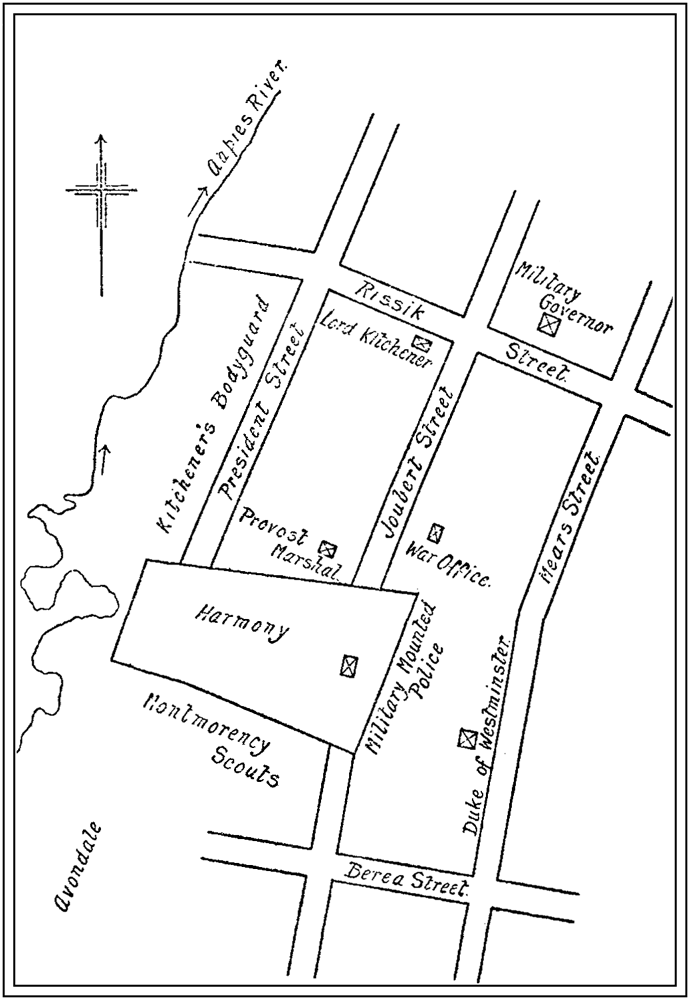 Aapies River.
Military
Governor
Rissik
Street.
Lord Kitchener
Kitchener's Bodyguard
President Street
Joubert Street
Mears Street.
Provost
Marshal.
War Office.
Harmony
Military Mounted
Police
Montmorency
Scouts
Duke of Westminster.
Avondale
Berea Street.